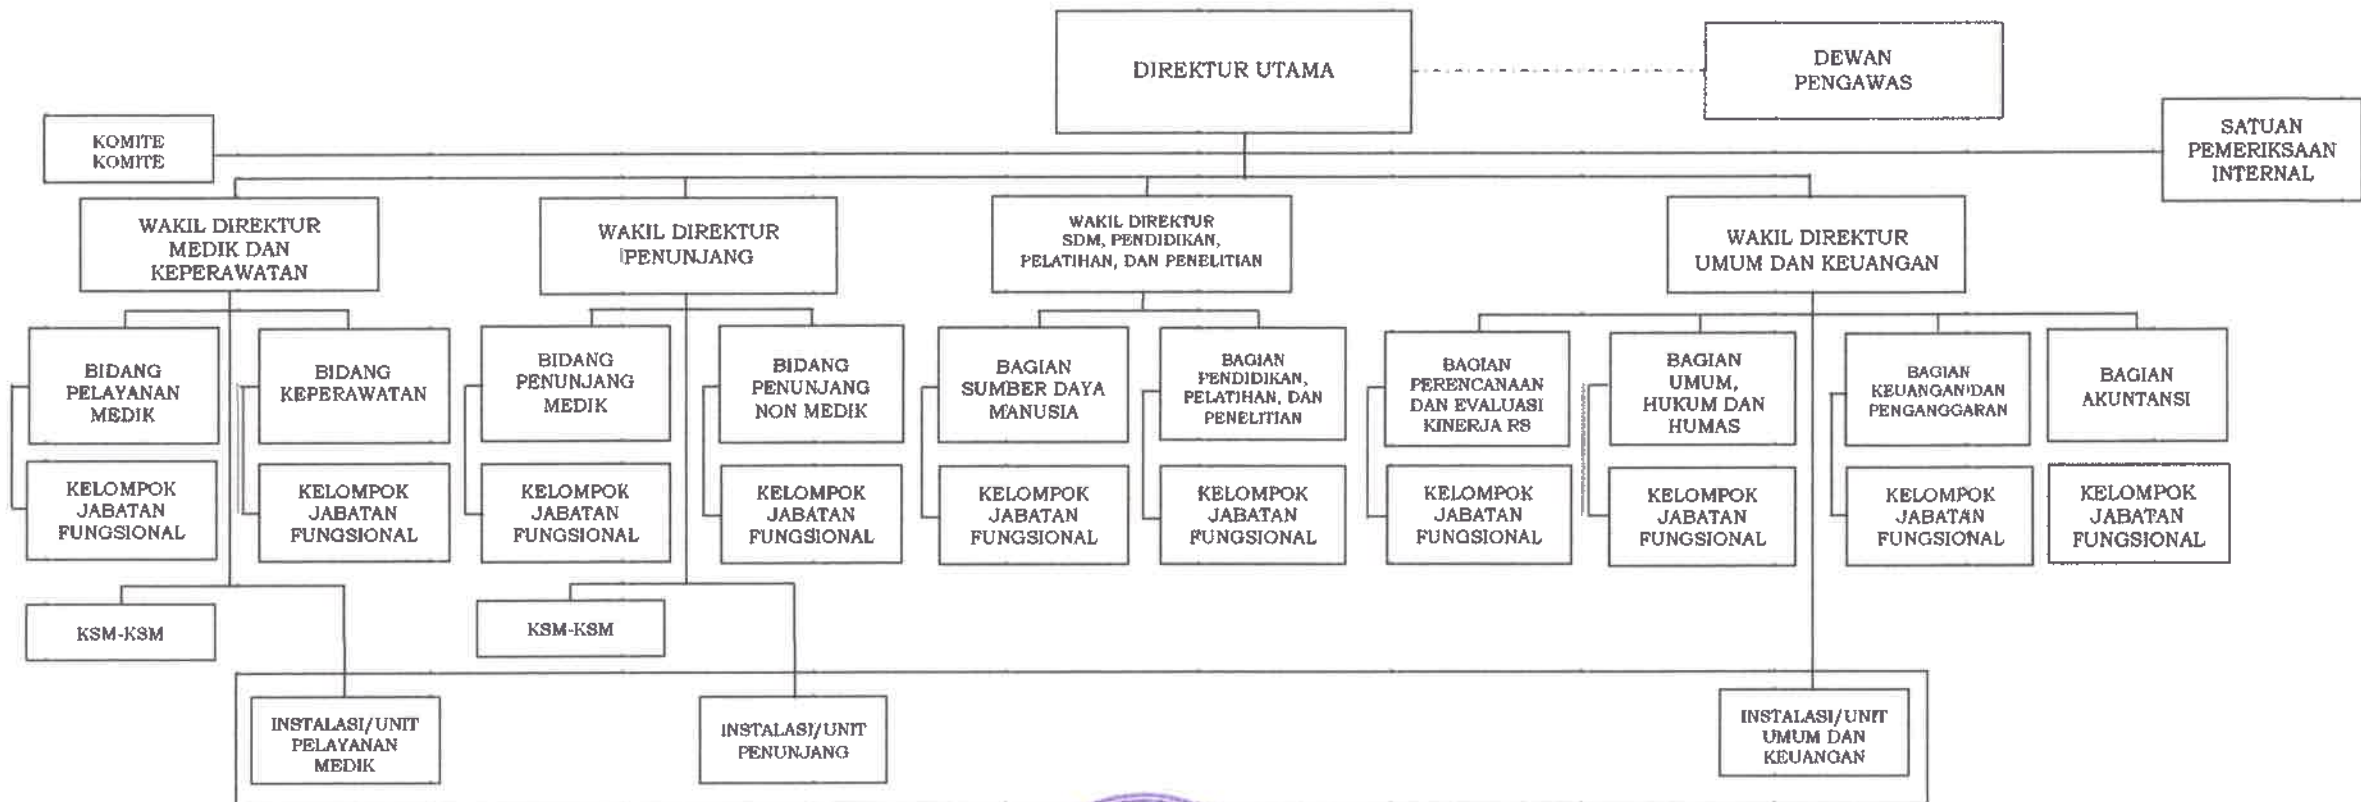 DIREKTUR UTAMA
DEWAN
PENGAWAS
KOMITE
KOMITE
SATUAN
PEMERIKSAAN
INTERNAL
WAKIL DIREKTUR
MEDIK DAN
KEPERAWATAN
WAKIL DIREKTUR
PENUNJANG
WAKIL DIREKTUR
SDM, PENDIDIKAN,
PELATIHAN, DAN PENELITIAN
WAKIL DIREKTUR
UMUM DAN KEUANGAN
BIDANG
PELAYANAN
MEDIK
BIDANG
KEPERAWATAN
BIDANG
PENUNJANG
MEDIK
BIDANG
PENUNJANG
NON MEDIK
BAGIAN
SUMBER DAYA
MANUSIA
BAGIAN
PENDIDIKAN,
PELATIHAN, DAN
PENELITIAN
BAGIAN
PERENCANAAN
DAN EVALUASI
KINERJA RS
BAGIAN
UMUM,
HUKUM DAN
HUMAS
BAGIAN
KEUANGAN DAN
PENGANGGARAN
BAGIAN
AKUNTANSI
KELOMPOK
JABATAN
FUNGSIONAL
KELOMPOK
JABATAN
FUNGSIONAL
KELOMPOK
JABATAN
FUNGSIONAL
KELOMPOK
JABATAN
FUNGSIONAL
KELOMPOK
JABATAN
FUNGSIONAL
KELOMPOK
JABATAN
FUNGSIONAL
KELOMPOK
JABATAN
FUNGSIONAL
KELOMPOK
JABATAN
FUNGSIONAL
KELOMPOK
JABATAN
FUNGSIONAL
KELOMPOK
JABATAN
FUNGSIONAL
KSM-KSM
KSM-KSM
INSTALASI/UNIT
PELAYANAN
MEDIK
INSTALASI/UNIT
PENUNJANG
INSTALASI/UNIT
UMUM DAN
KEUANGAN